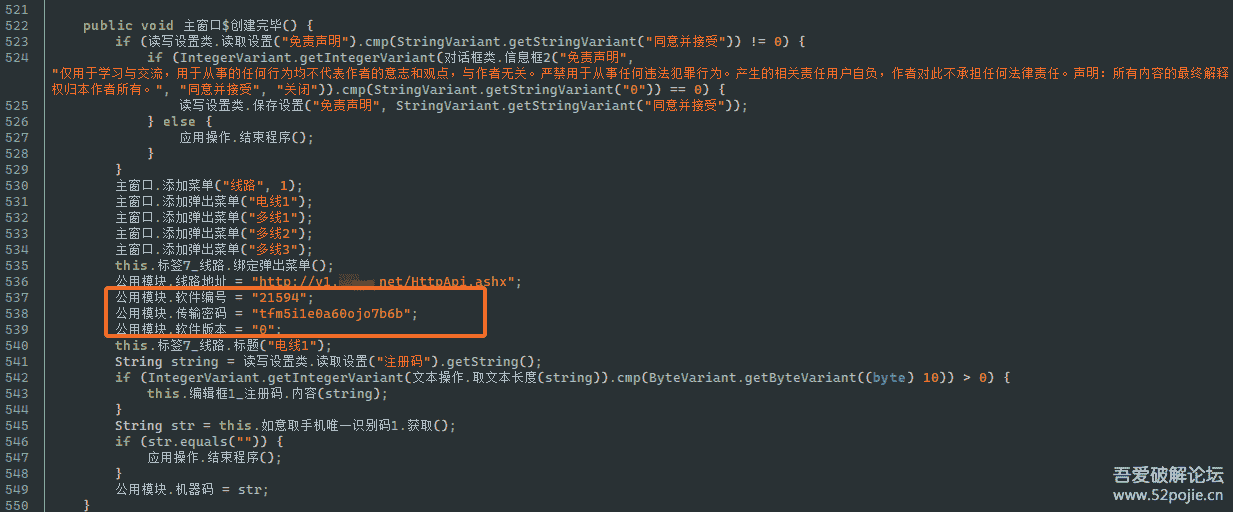 521
522 public void 主窗口$创建完毕() {
523 if (读写设置类.读取设置("免责声明").cmp(StringVariant.getStringVariant("同意并接受")) != 0) {
524 if (IntegerVariant.getIntegerVariant(对话框类.信息框2("免责声明",
"仅用于学习与交流，用于从事的任何行为均不代表作者的意志和观点，与作者无关。严禁用于从事任何违法犯罪行为。产生的相关责任用户自负，作者对此不承担任何法律责任。声明：所有内容的最终解释
权归本作者所有。", "同意并接受", "关闭")).cmp(StringVariant.getStringVariant("0")) == 0) {
525 读写设置类.保存设置("免责声明", StringVariant.getStringVariant("同意并接受"));
526 } else {
527 应用操作.结束程序();
528 }
529 }
530 主窗口.添加菜单("线路", 1);
531 主窗口.添加弹出菜单("电线1");
532 主窗口.添加弹出菜单("多线1");
533 主窗口.添加弹出菜单("多线2");
534 主窗口.添加弹出菜单("多线3");
535 this.标签7_线路.绑定弹出菜单();
536 公用模块.线路地址 = "http://v1. .net/HttpApi.ashx";
537 公用模块.软件编号 = "21594";
538 公用模块.传输密码 = "tfm5i1e0a60ojo7b6b";
539 公用模块.软件版本 = "0";
540 this.标签7_线路.标题("电线1");
541 String string = 读写设置类.读取设置("注册码").getString();
542 if (IntegerVariant.getIntegerVariant(文本操作.取文本长度(string)).cmp(ByteVariant.getByteVariant((byte) 10)) > 0) {
543 this.编辑框1_注册码.内容(string);
544 }
545 String str = this.如意取手机唯一识别码1.获取();
546 if (str.equals("")) {
547 应用操作.结束程序();
548 }
549 公用模块.机器码 = str;
550 }
吾爱破解论坛
www.52pojie.cn